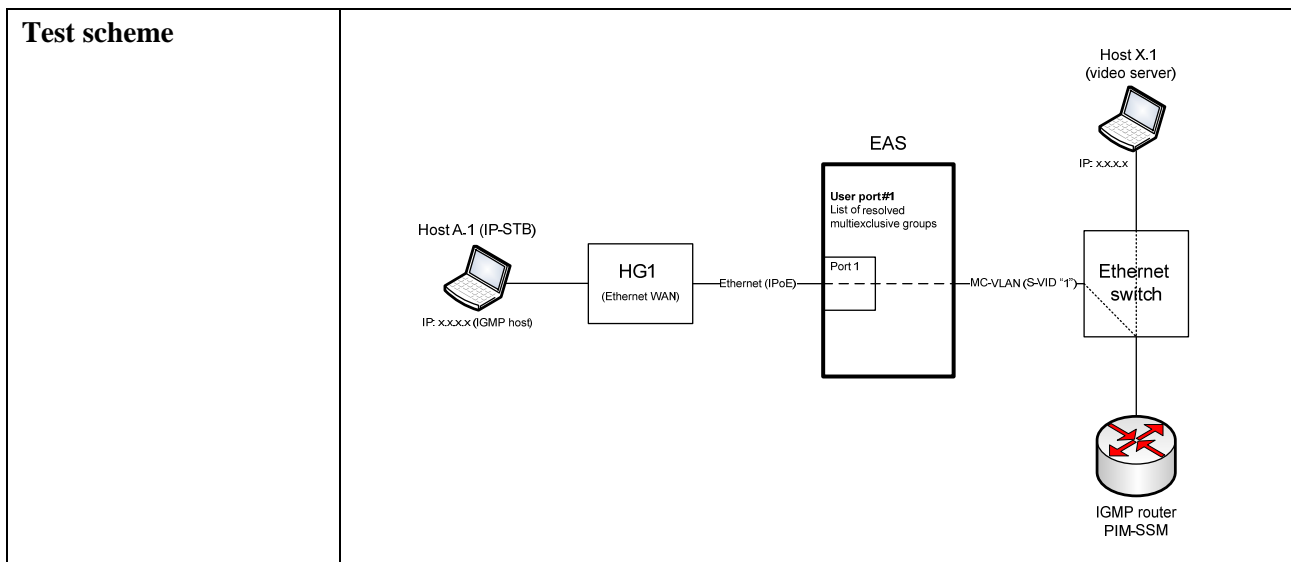 Test scheme
Host X.1
(video server)
IP: x.x.x.x
EAS
User port#1
List of resolved
multiexclusive groups
Port 1
Host A.1 (IP-STB)
IP: x.x.x.x (IGMP host)
HG1
(Ethernet WAN)
Ethernet (IPoE)
MC-VLAN (S-VID "1")
Ethernet
switch
IGMP router
PIM-SSM